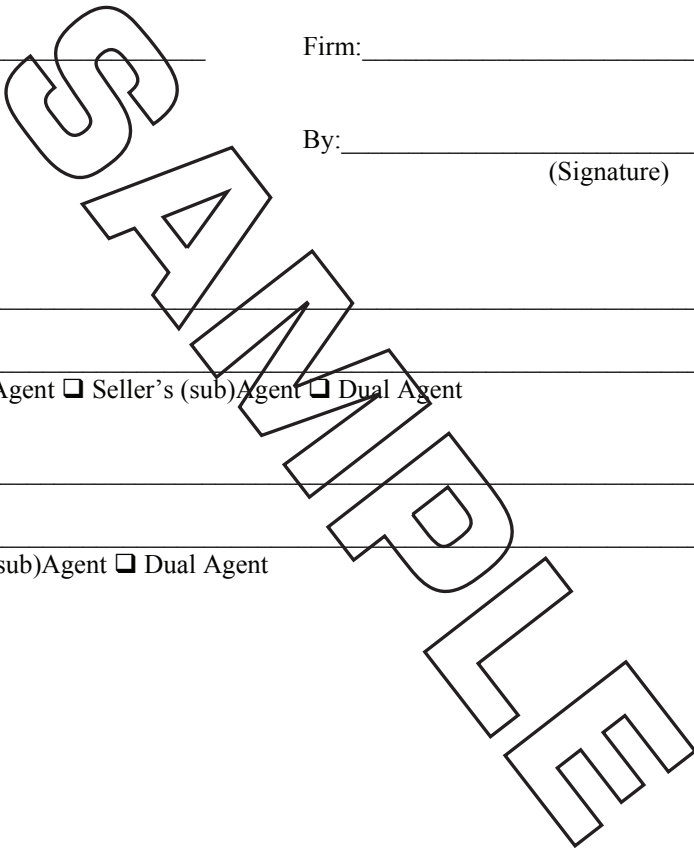 Firm:
By:
(Signature)
Agent ❑ Seller’s (sub)Agent ❑ Dual Agent
sub)Agent ❑ Dual Agent
SAMPLE